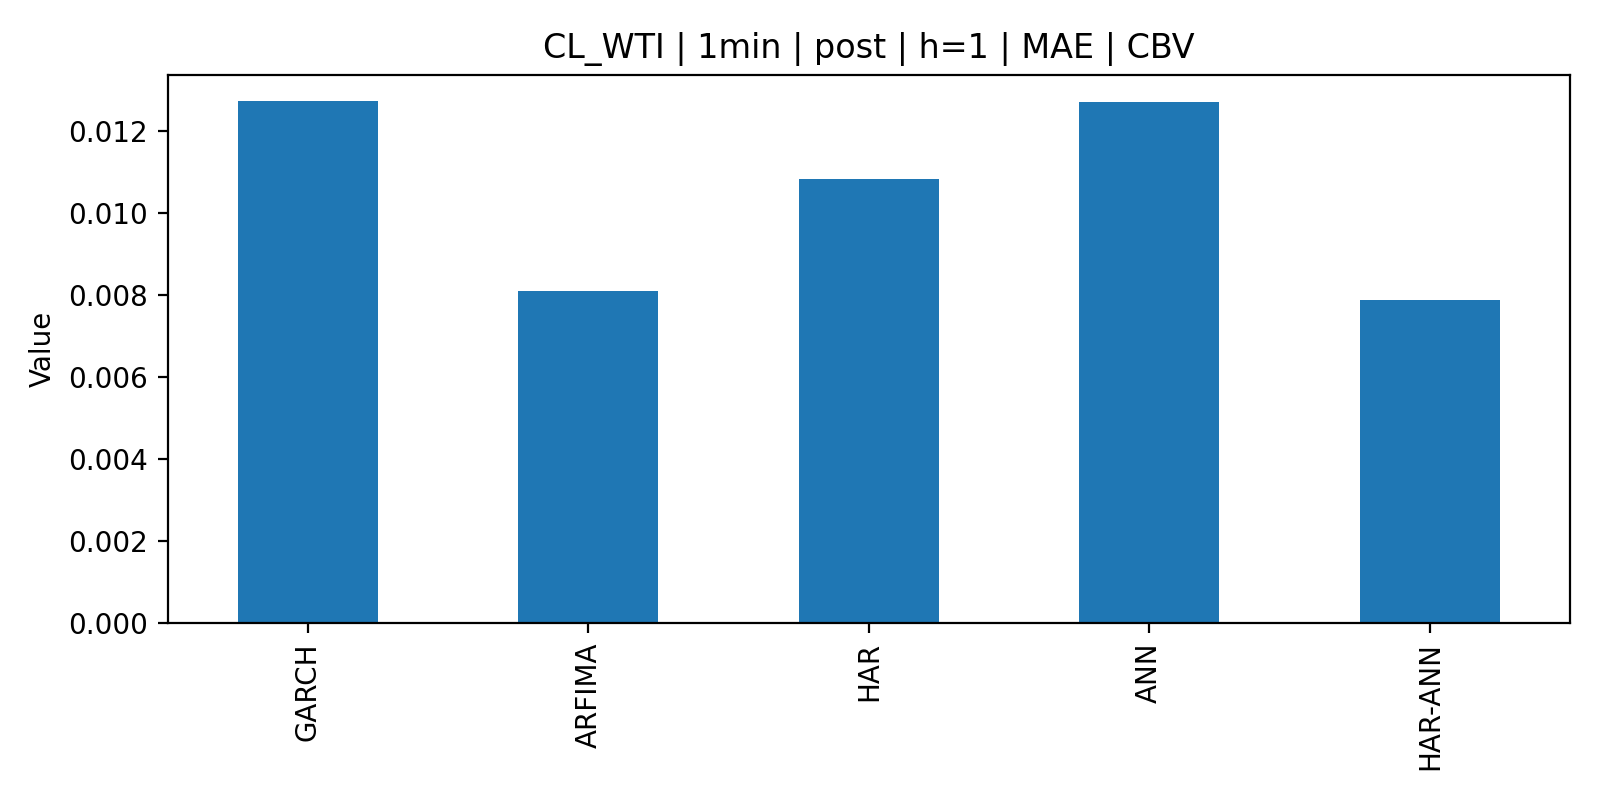 CL_WTI | 1min | post | h=1 | MAE | CBV
Value
0.012
0.010
0.008
0.006
0.004
0.002
0.000
GARCH
ARFIMA
HAR
ANN
HAR-ANN